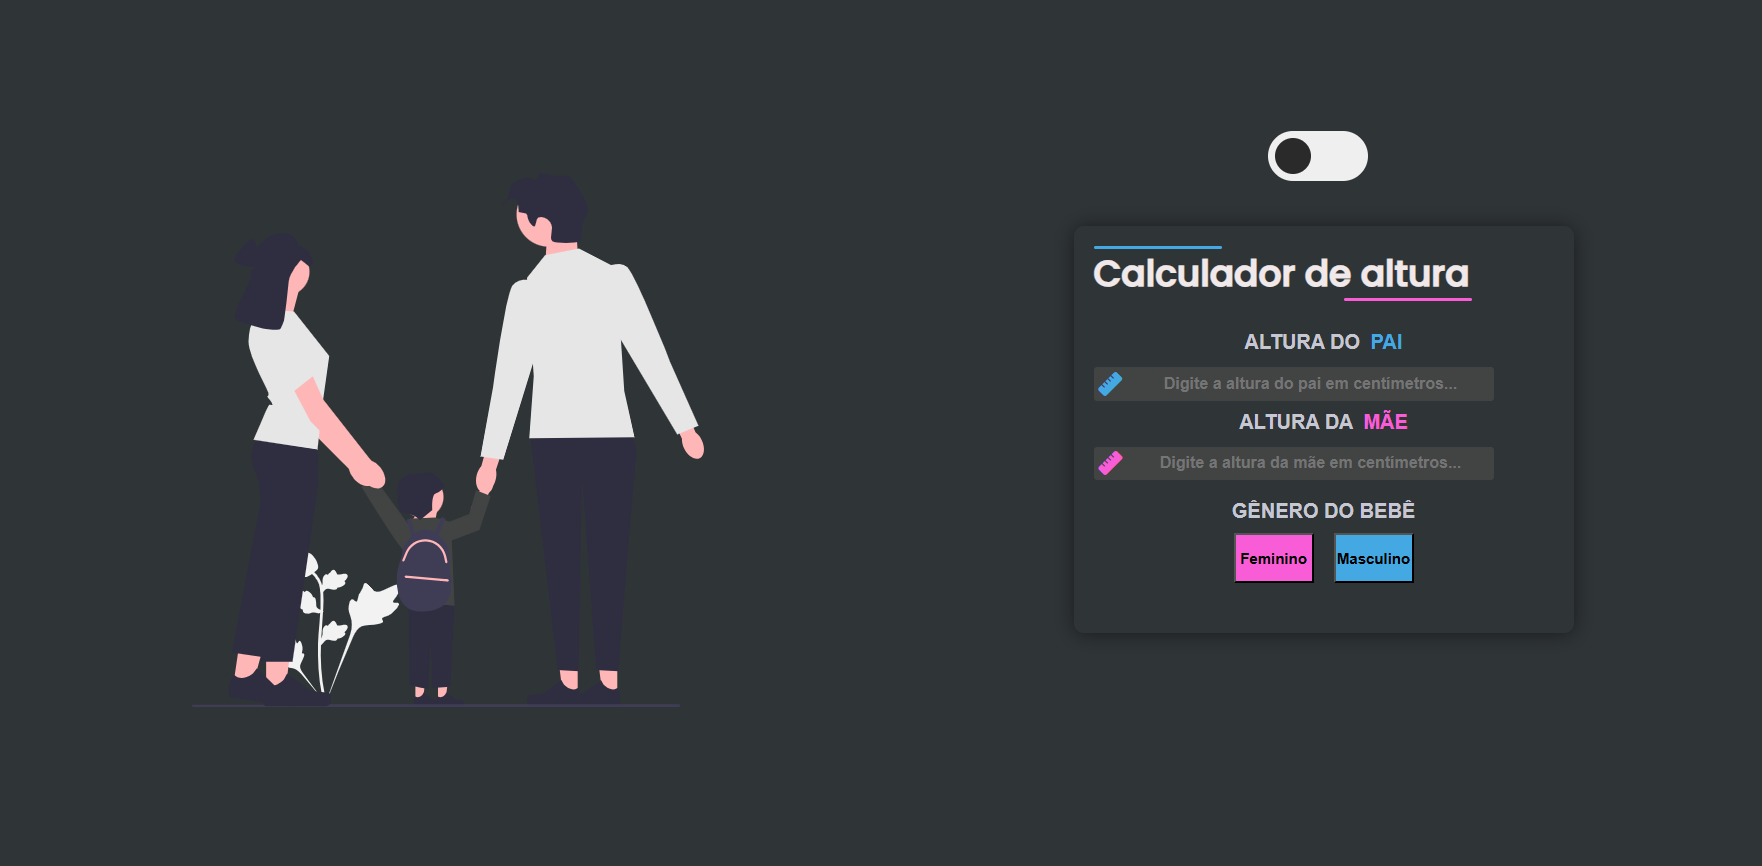 Calculador de altura
ALTURA DO PAI
Digite a altura do pai em centimetros...
ALTURA DA MÃE
Digite a altura da mãe em centimetros...
GÊNERO DO BEBÊ
Feminino Masculino